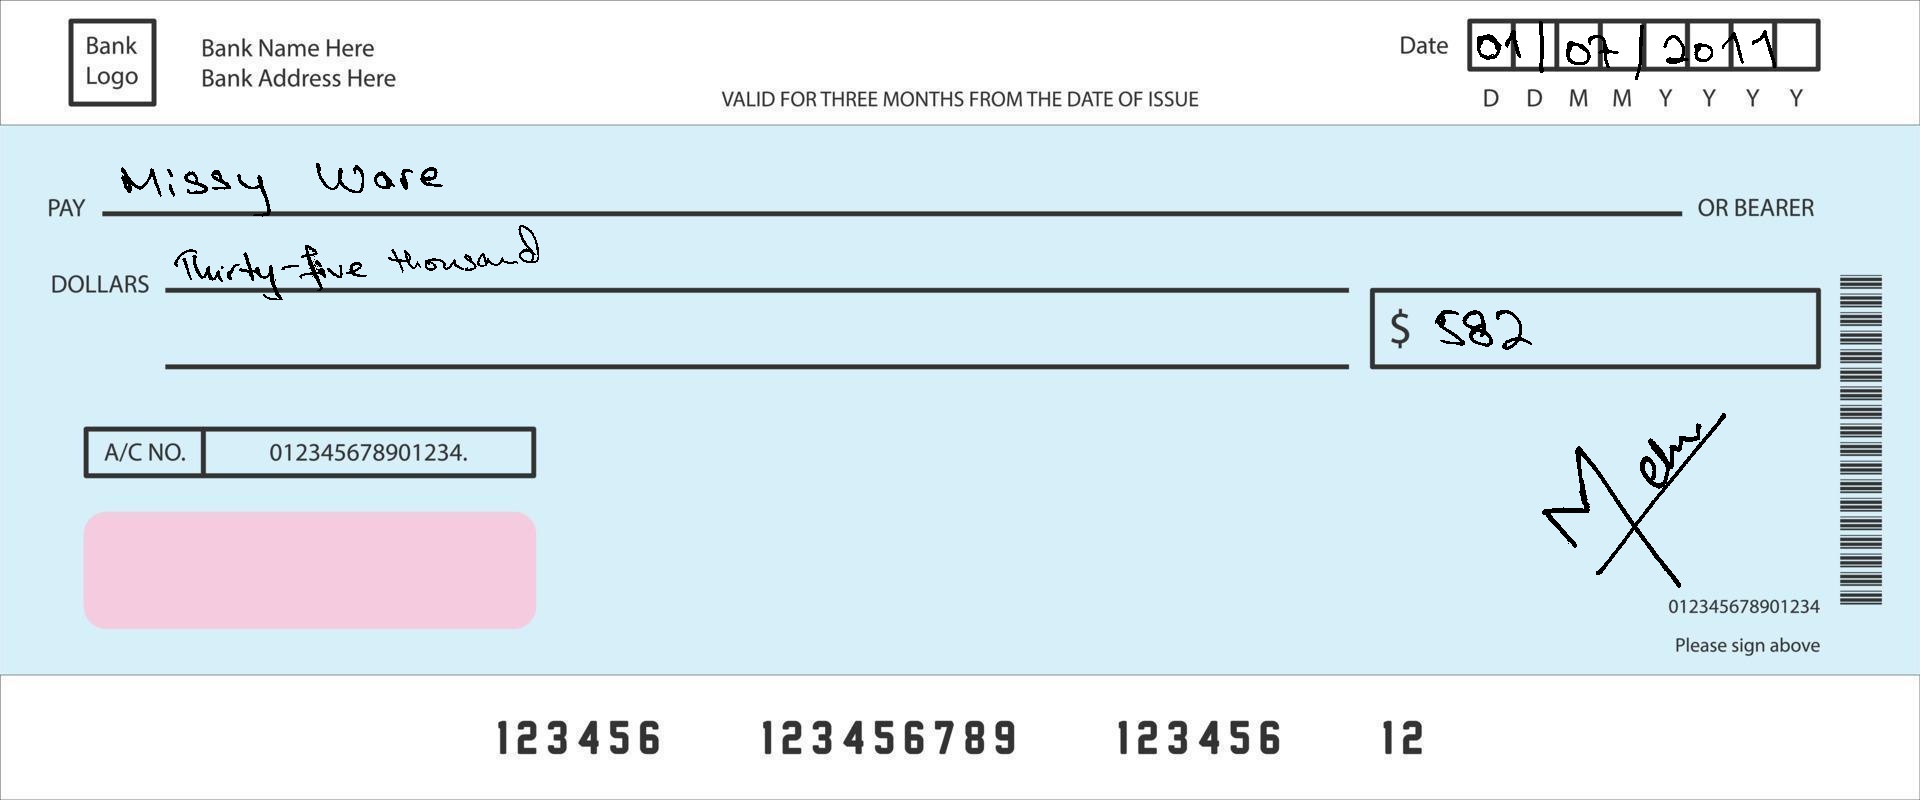 Bank Logo
Bank Name Here
Bank Address Here
VALID FOR THREE MONTHS FROM THE DATE OF ISSUE
Date 01/07/2011
D D M M Y Y Y Y
PAY Missy Ware OR BEARER
DOLLARS Thirty-five thousand
$ 582
A/C NO. 012345678901234.
012345678901234
Please sign above
123456 123456789 123456 12